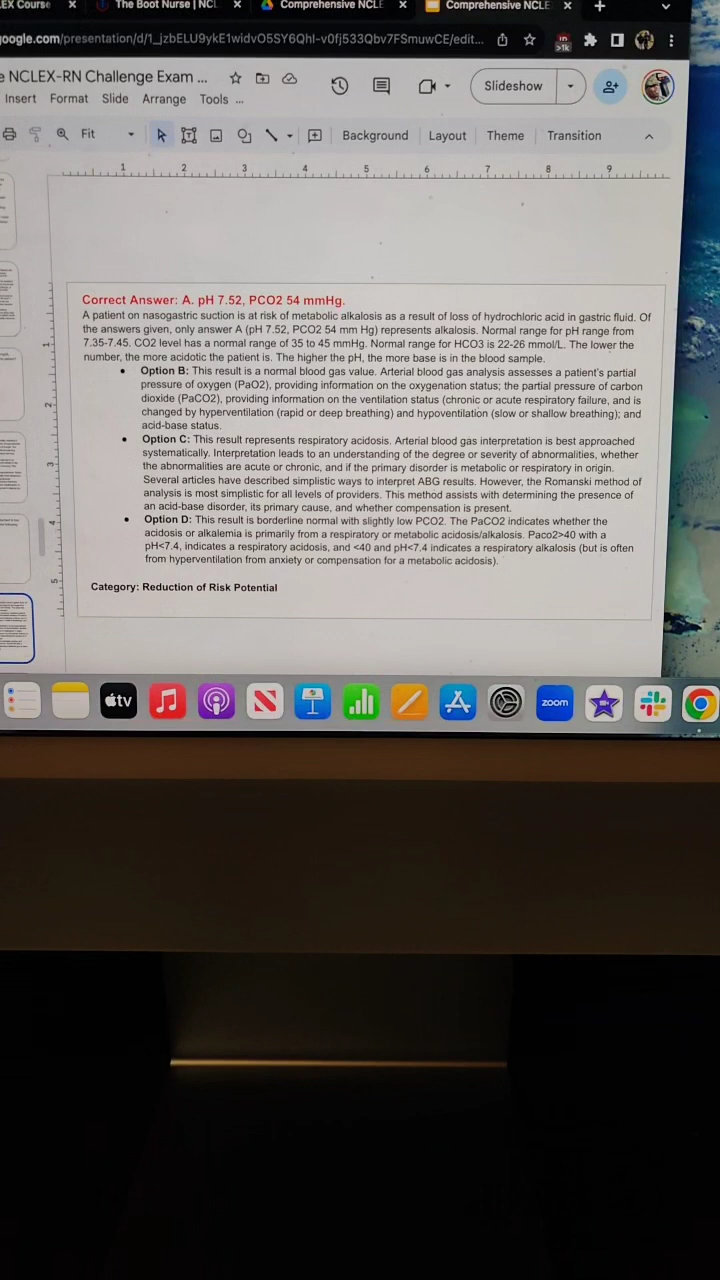 EX Course
The Boot Nurse | NCL
Comprehensive NCLE
Comprehensive NCLE
oogle.com/presentation/d/1_jzbELU9ykE1widvO5SY6QhI-v0fj533Qbv7FSmuwCE/edit...
e NCLEX-RN Challenge Exam ...
Slideshow
Insert Format Slide Arrange Tools ...
Fit
Background Layout Theme Transition
1 2 3 4 5 6 7 8 9
Correct Answer: A. pH 7.52, PCO2 54 mmHg.
A patient on nasogastric suction is at risk of metabolic alkalosis as a result of loss of hydrochloric acid in gastric fluid. Of
the answers given, only answer A (pH 7.52, PCO2 54 mm Hg) represents alkalosis. Normal range for pH range from
7.35-7.45. CO2 level has a normal range of 35 to 45 mmHg. Normal range for HCO3 is 22-26 mmol/L. The lower the
number, the more acidotic the patient is. The higher the pH, the more base is in the blood sample.
• Option B: This result is a normal blood gas value. Arterial blood gas analysis assesses a patient's partial
pressure of oxygen (PaO2), providing information on the oxygenation status; the partial pressure of carbon
dioxide (PaCO2), providing information on the ventilation status (chronic or acute respiratory failure, and is
changed by hyperventilation (rapid or deep breathing) and hypoventilation (slow or shallow breathing); and
acid-base status.
• Option C: This result represents respiratory acidosis. Arterial blood gas interpretation is best approached
systematically. Interpretation leads to an understanding of the degree or severity of abnormalities, whether
the abnormalities are acute or chronic, and if the primary disorder is metabolic or respiratory in origin.
Several articles have described simplistic ways to interpret ABG results. However, the Romanski method of
analysis is most simplistic for all levels of providers. This method assists with determining the presence of
an acid-base disorder, its primary cause, and whether compensation is present.
• Option D: This result is borderline normal with slightly low PCO2. The PaCO2 indicates whether the
acidosis or alkalemia is primarily from a respiratory or metabolic acidosis/alkalosis. Paco2>40 with a
pH<7.4, indicates a respiratory acidosis, and <40 and pH<7.4 indicates a respiratory alkalosis (but is often
from hyperventilation from anxiety or compensation for a metabolic acidosis).
Category: Reduction of Risk Potential
1
2
3
4
5
tv
zoom